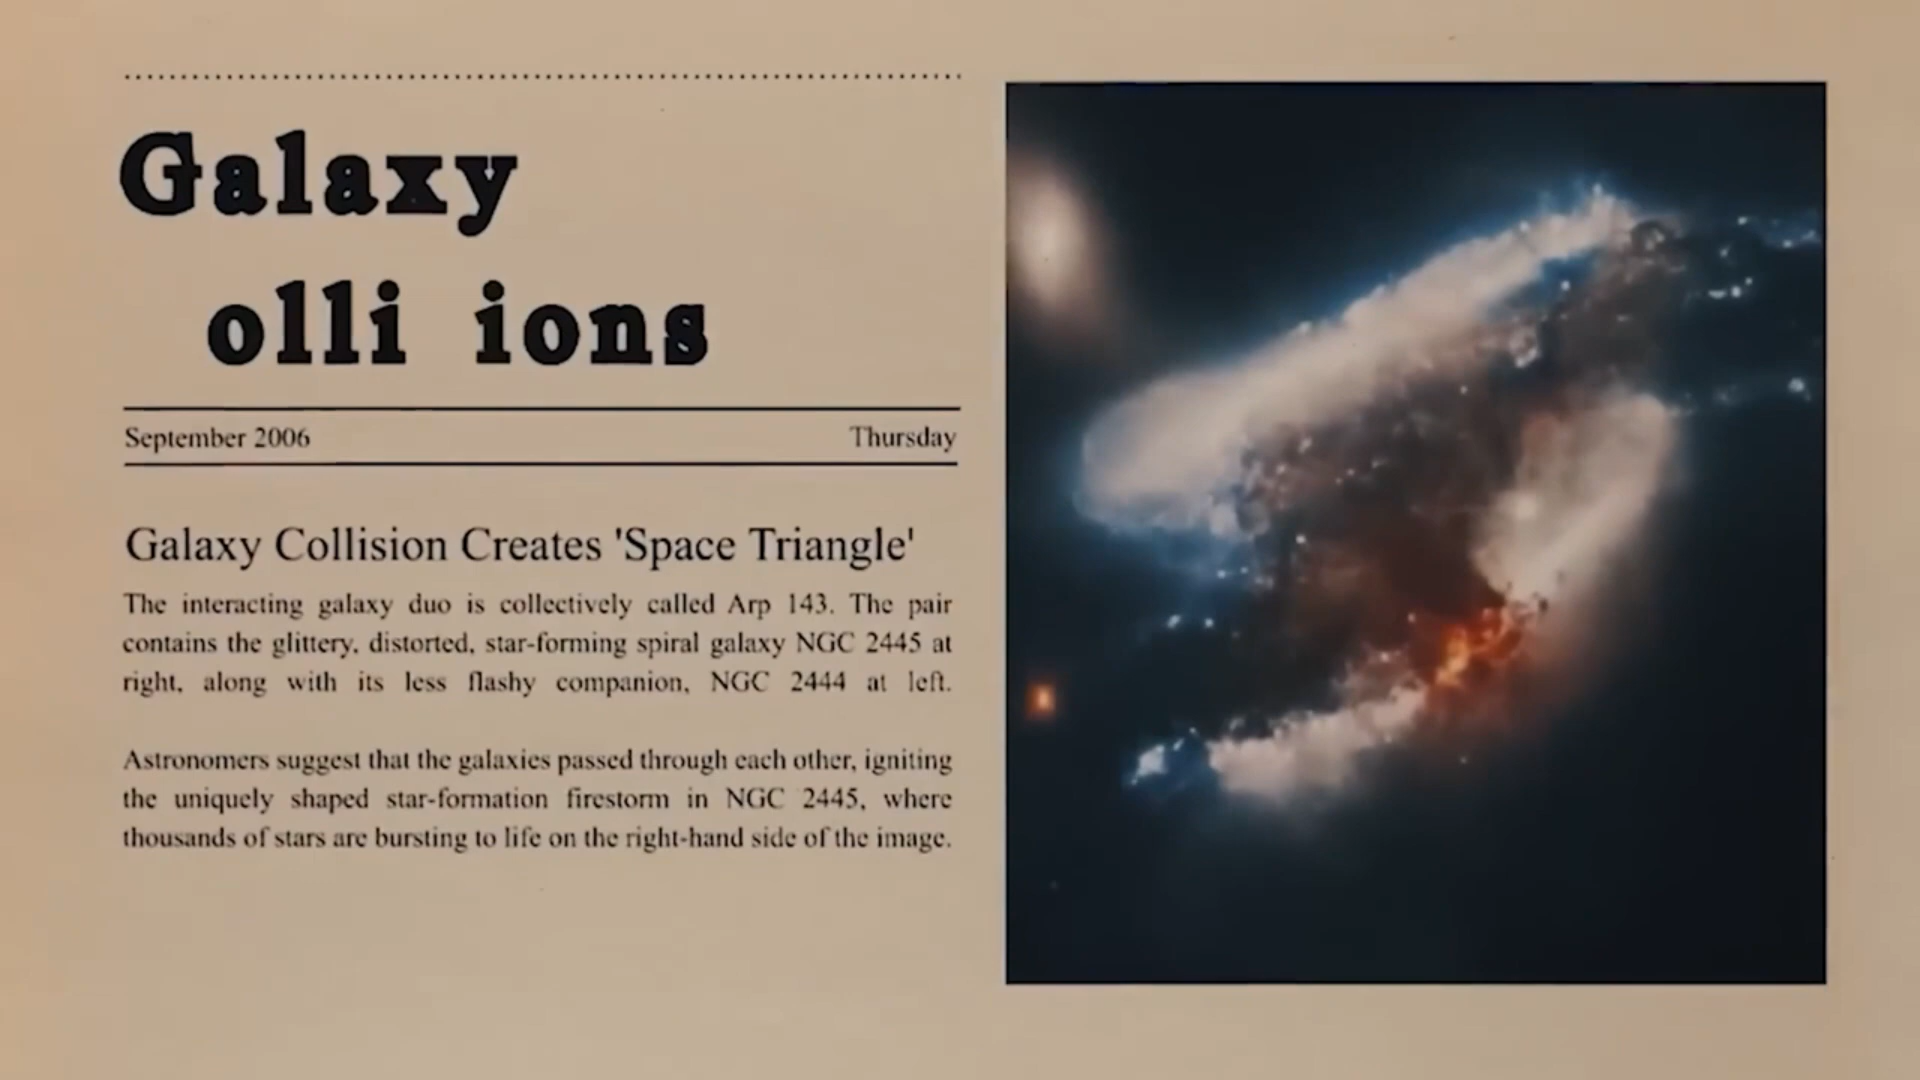 Galaxy
olli ions
September 2006 Thursday
Galaxy Collision Creates 'Space Triangle'
The interacting galaxy duo is collectively called Arp 143. The pair
contains the glittery, distorted, star-forming spiral galaxy NGC 2445 at
right, along with its less flashy companion, NGC 2444 at left.
Astronomers suggest that the galaxies passed through each other, igniting
the uniquely shaped star-formation firestorm in NGC 2445, where
thousands of stars are bursting to life on the right-hand side of the image.